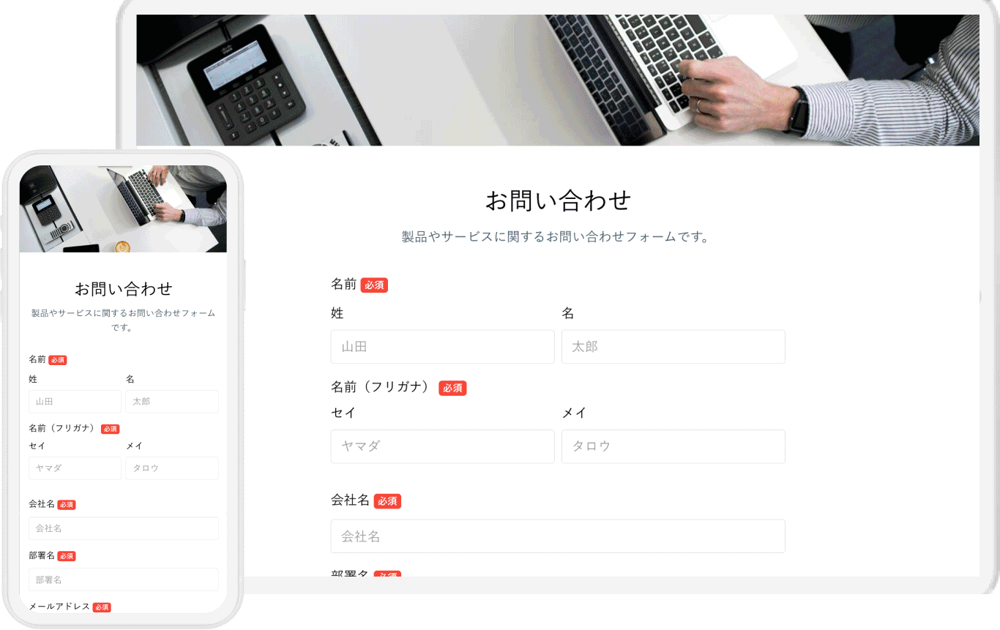 お問い合わせ
製品やサービスに関するお問い合わせフォームです。
名前 必須
姓 名
山田 太郎
名前（フリガナ） 必須
セイ メイ
ヤマダ タロウ
会社名 必須
会社名
部署名 必須
お問い合わせ
製品やサービスに関するお問い合わせフォーム
です。
名前 必須
姓 名
山田 太郎
名前（フリガナ） 必須
セイ メイ
ヤマダ タロウ
会社名 必須
会社名
部署名 必須
部署名
メールアドレス 必須